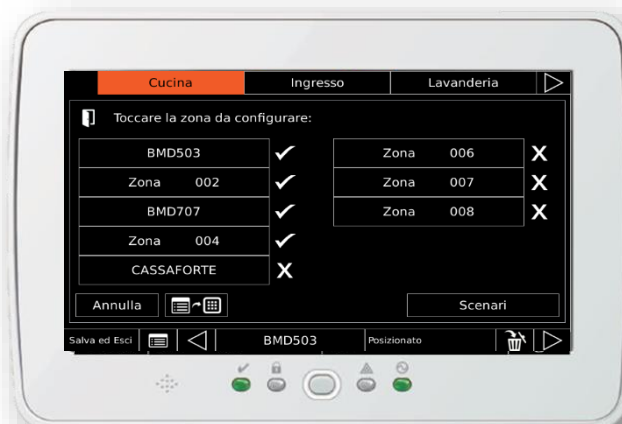 Cucina Ingresso Lavanderia
Toccare la zona da configurare:
BMD503
Zona 002
BMD707
Zona 004
CASSAFORTE X
Zona 006 X
Zona 007 X
Zona 008 X
Annulla Scenari
Salva ed Esci BMD503 Posizionato